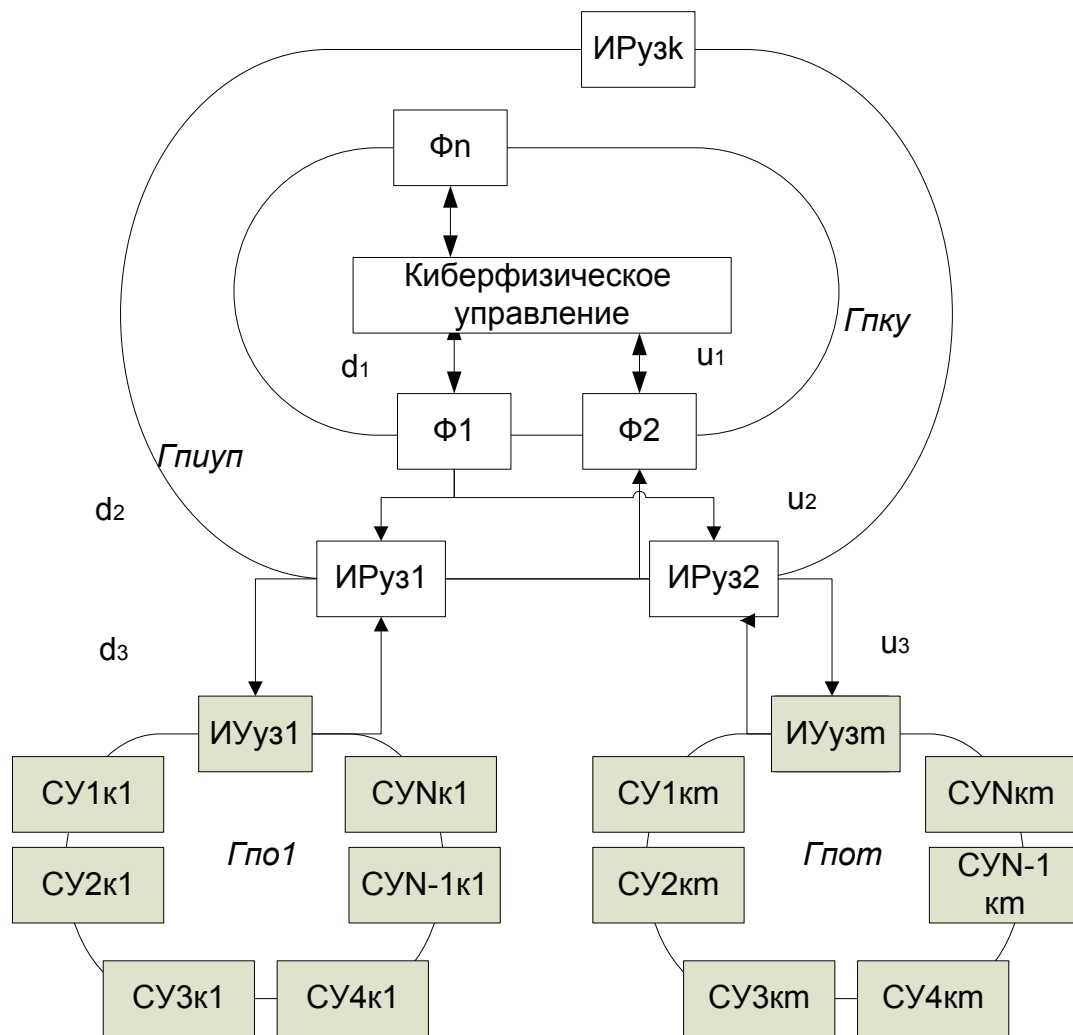 ИРузk
Фn
Киберфизическое
управление
Гпку
d1
u1
Ф1
Ф2
Гпиуп
d2
u2
ИРуз1
ИРуз2
d3
u3
ИУуз1
ИУузm
СУ1к1
СУNк1
СУ1кm
СУNкm
Гпо1
Гпоm
СУ2к1
СУN-1к1
СУ2кm
СУN-1
кm
СУ3к1
СУ4к1
СУ3кm
СУ4кm